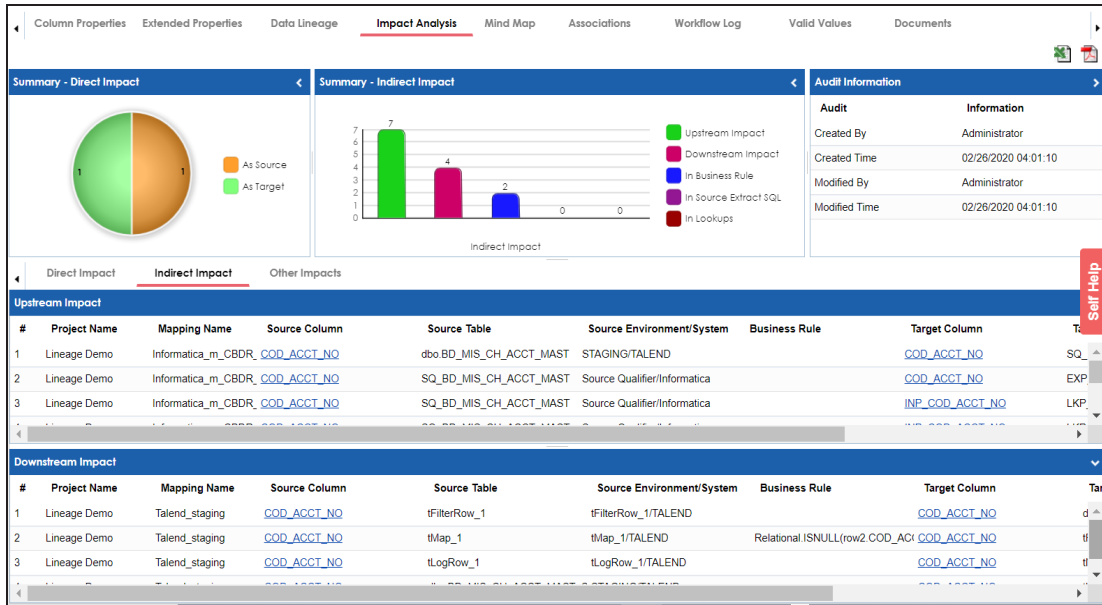 Column Properties Extended Properties Data Lineage Impact Analysis Mind Map Associations Workflow Log Valid Values Documents
Summary - Direct Impact
1
1
As Source
As Target
Summary - Indirect Impact
7
6
5
4
3
2
1
0
7
4
2
0
0
Indirect Impact
Upstream Impact
Downstream Impact
In Business Rule
In Source Extract SQL
In Lookups
Audit Information
Audit Information
Created By Administrator
Created Time 02/26/2020 04:01:10
Modified By Administrator
Modified Time 02/26/2020 04:01:10
Self Help
Direct Impact Indirect Impact Other Impacts
Upstream Impact
# Project Name Mapping Name Source Column Source Table Source Environment/System Business Rule Target Column
1 Lineage Demo Informatica_m_CBDR_ COD_ACCT_NO dbo.BD_MIS_CH_ACCT_MAST STAGING/TALEND COD_ACCT_NO SQ_
2 Lineage Demo Informatica_m_CBDR_ COD_ACCT_NO SQ_BD_MIS_CH_ACCT_MAST Source Qualifier/Informatica COD_ACCT_NO EXP
3 Lineage Demo Informatica_m_CBDR_ COD_ACCT_NO SQ_BD_MIS_CH_ACCT_MAST Source Qualifier/Informatica INP_COD_ACCT_NO LKP_
Downstream Impact
# Project Name Mapping Name Source Column Source Table Source Environment/System Business Rule Target Column Tar
1 Lineage Demo Talend_staging COD_ACCT_NO tFilterRow_1 tFilterRow_1/TALEND COD_ACCT_NO d
2 Lineage Demo Talend_staging COD_ACCT_NO tMap_1 tMap_1/TALEND Relational.ISNULL(row2.COD_AC COD_ACCT_NO
3 Lineage Demo Talend_staging COD_ACCT_NO tLogRow_1 tLogRow_1/TALEND COD_ACCT_NO